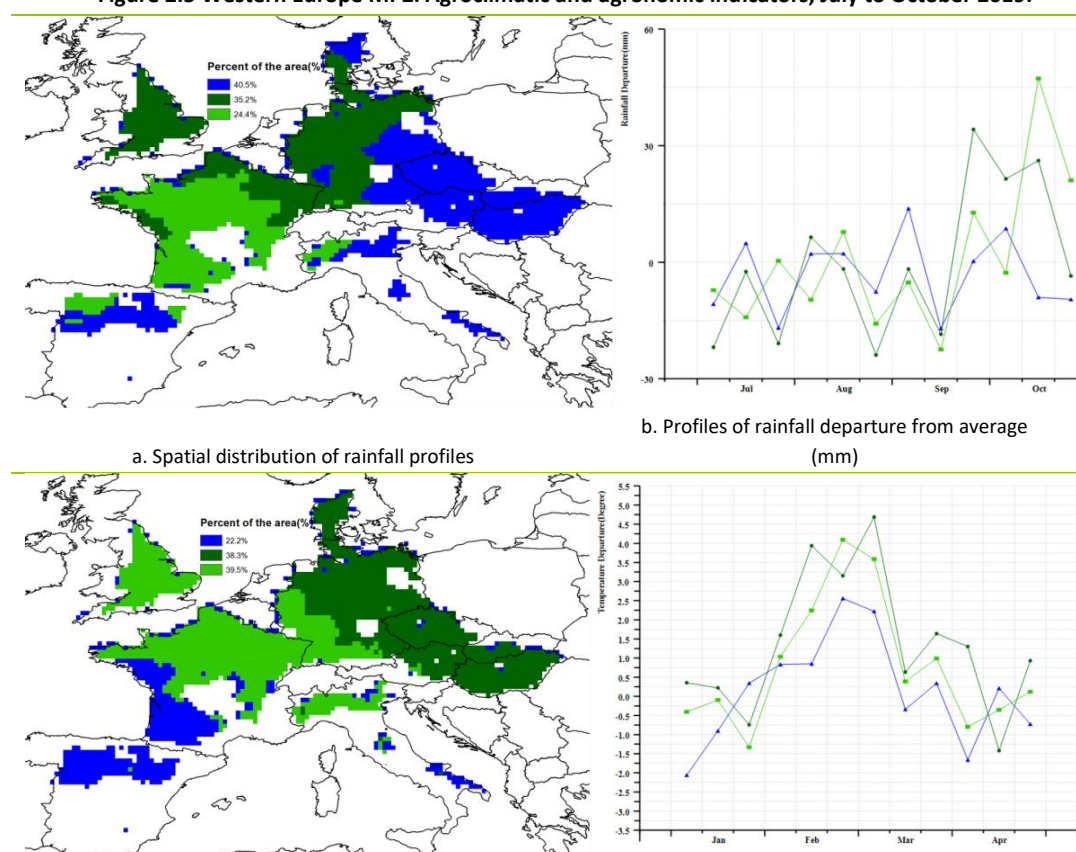 Figure 2.5 Western Europe MPZ: Agroclimatic and agronomic indicators, July to October 2019.
Percent of the area(%)
40.5%
35.2%
24.4%
Rainfall Departure(mm)
60
30
0
-30
Jul
Aug
Sep
Oct
a. Spatial distribution of rainfall profiles
b. Profiles of rainfall departure from average
(mm)
Percent of the area(%
22.2%
38.3%
39.5%
Temperature Departure(Degree)
5.5
5.0
4.5
4.0
3.5
3.0
2.5
2.0
1.5
1.0
0.5
0.0
-0.5
-1.0
-1.5
-2.0
-2.5
-3.0
-3.5
Jan
Feb
Mar
Apr